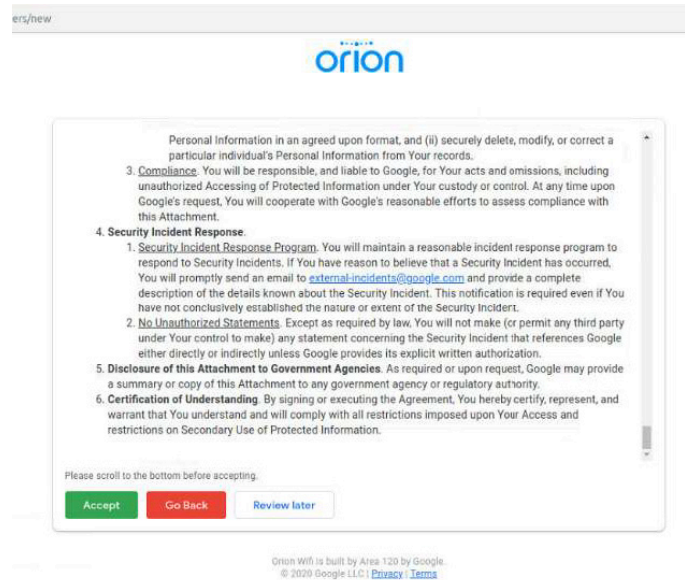 ers/new
orion
Personal Information in an agreed upon format, and (ii) securely delete, modify, or correct a
particular individual's Personal Information from Your records.
3. Compliance. You will be responsible, and liable to Google, for Your acts and omissions, including
unauthorized Accessing of Protected Information under Your custody or control. At any time upon
Google's request, You will cooperate with Google's reasonable efforts to assess compliance with
this Attachment.
4. Security Incident Response.
1. Security Incident Response Program. You will maintain a reasonable incident response program to
respond to Security Incidents. If You have reason to believe that a Security Incident has occurred,
You will promptly send an email to external-incidents@google.com and provide a complete
description of the details known about the Security Incident. This notification is required even if You
have not conclusively established the nature or extent of the Security Incident.
2. No Unauthorized Statements. Except as required by law, You will not make (or permit any third party
under Your control to make) any statement concerning the Security Incident that references Google
either directly or indirectly unless Google provides its explicit written authorization.
5. Disclosure of this Attachment to Government Agencies. As required or upon request, Google may provide
a summary or copy of this Attachment to any government agency or regulatory authority.
6. Certification of Understanding. By signing or executing the Agreement, You hereby certify, represent, and
warrant that You understand and will comply with all restrictions imposed upon Your Access and
restrictions on Secondary Use of Protected Information.
Please scroll to the bottom before accepting.
Accept Go Back Review later
Orion Wifi is built by Area 120 by Google.
© 2020 Google LLC | Privacy | Terms